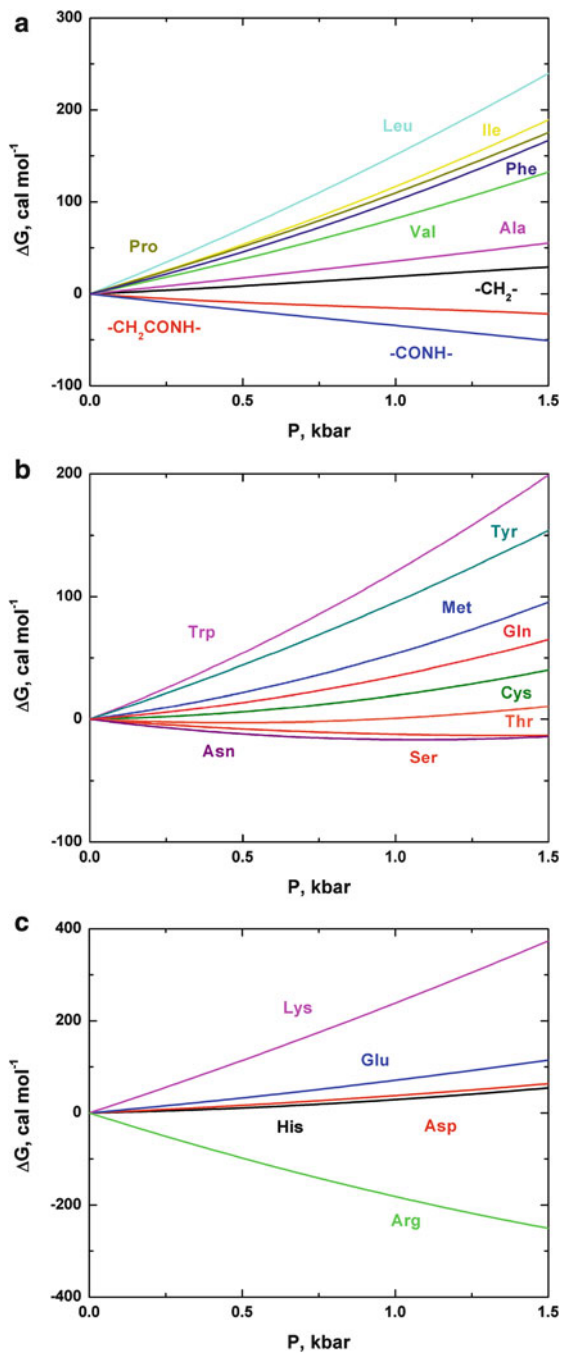 a
300
200
100
0
-100
ΔG, cal mol⁻¹
Leu
Ile
Phe
Pro
Val
Ala
-CH₂-
-CH₂CONH-
-CONH-
0.0
0.5
1.0
1.5
P, kbar
b
200
100
0
-100
ΔG, cal mol⁻¹
Tyr
Met
Trp
Gln
Cys
Thr
Asn
Ser
0.0
0.5
1.0
1.5
P, kbar
c
400
200
0
-200
-400
ΔG, cal mol⁻¹
Lys
Glu
His
Asp
Arg
0.0
0.5
1.0
1.5
P, kbar